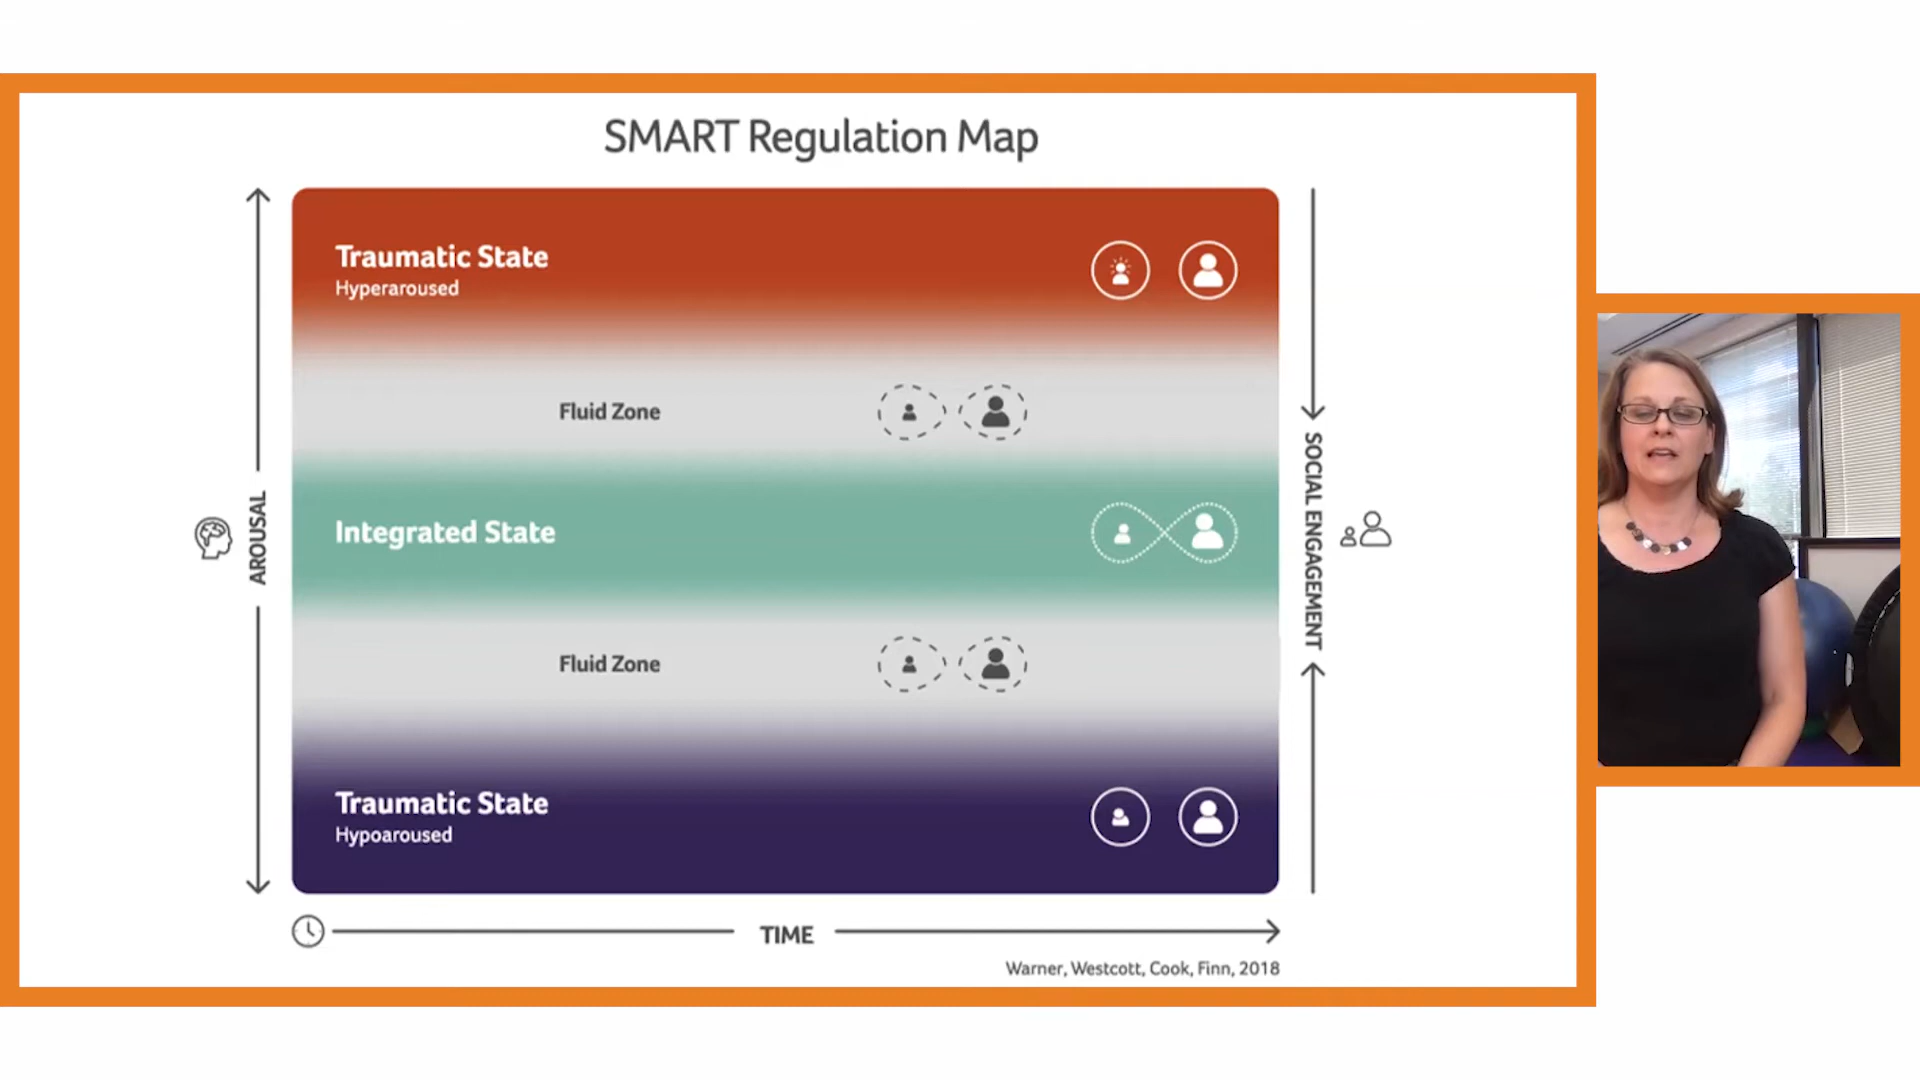 SMART Regulation Map
Traumatic State
Hyperaroused
Fluid Zone
Integrated State
Fluid Zone
Traumatic State
Hypoaroused
AROUSAL
SOCIAL ENGAGEMENT
TIME
Warner, Westcott, Cook, Finn, 2018